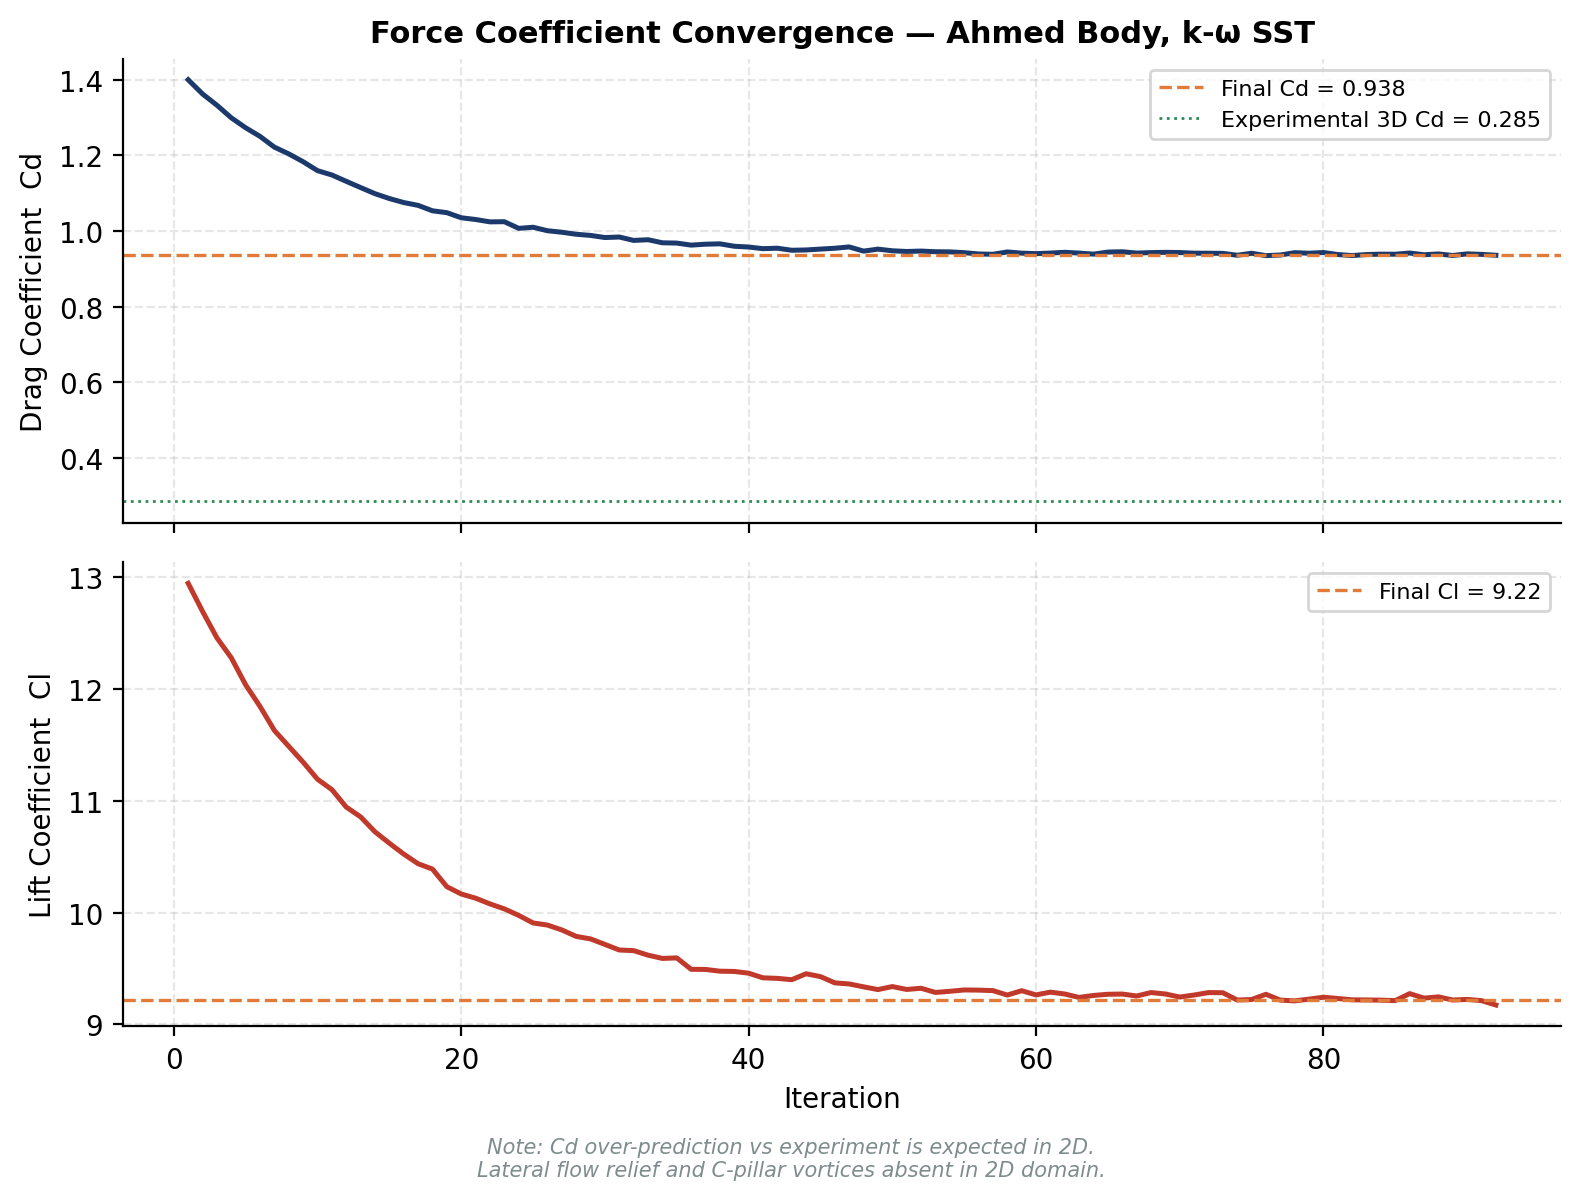 Force Coefficient Convergence — Ahmed Body, k-ω SST
Final Cd = 0.938
Experimental 3D Cd = 0.285
Drag Coefficient  Cd
1.4
1.2
1.0
0.8
0.6
0.4
Final Cl = 9.22
Lift Coefficient  Cl
13
12
11
10
9
0 20 40 60 80
Iteration
Note: Cd over-prediction vs experiment is expected in 2D.
Lateral flow relief and C-pillar vortices absent in 2D domain.